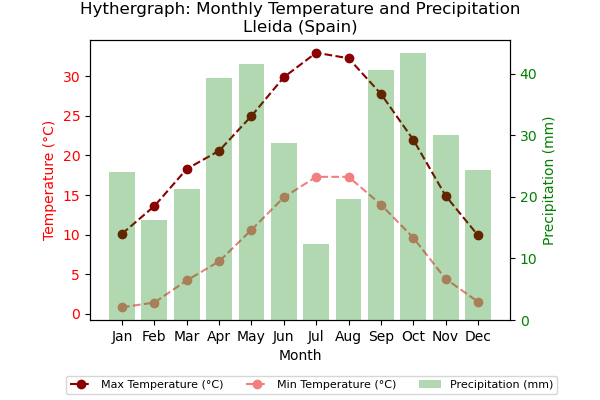 Hythergraph: Monthly Temperature and Precipitation
Lleida (Spain)
Temperature (°C)
30
25
20
15
10
5
0
40
30
20
10
0
Precipitation (mm)
Jan Feb Mar Apr May Jun Jul Aug Sep Oct Nov Dec
Month
Max Temperature (°C) Min Temperature (°C) Precipitation (mm)